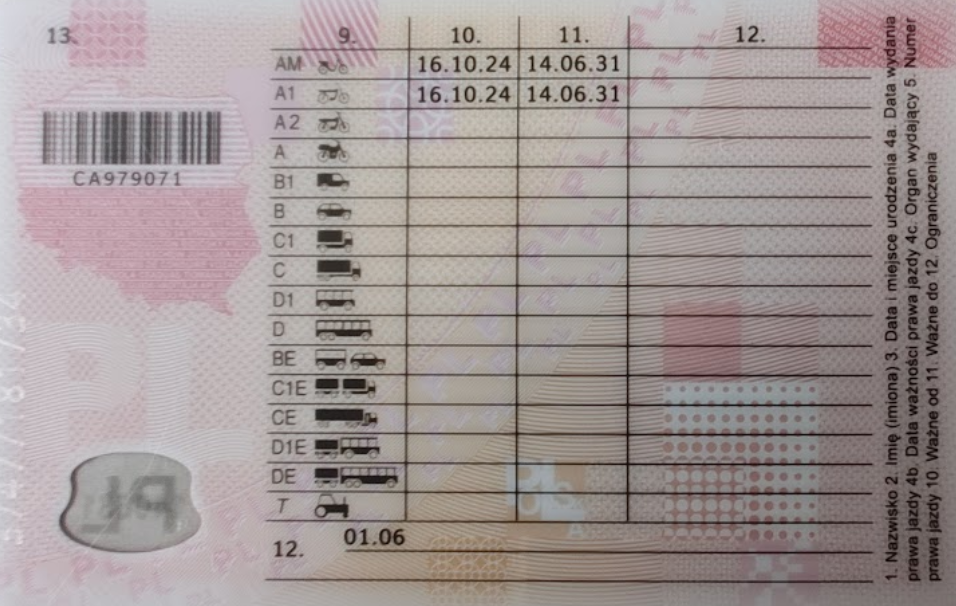 13.
9. 10. 11. 12.
AM 16.10.24 14.06.31
A1 16.10.24 14.06.31
A2
A
B1
B
C1
C
D1
D
BE
C1E
CE
D1E
DE
T
12. 01.06
CA979071
1. Nazwisko 2. Imię (imiona) 3. Data i miejsce urodzenia 4a. Data wydania
prawa jazdy 4b. Data ważności prawa jazdy 4c. Organ wydający 5. Numer
prawa jazdy 10. Ważne od 11. Ważne do 12. Ograniczenia
PL